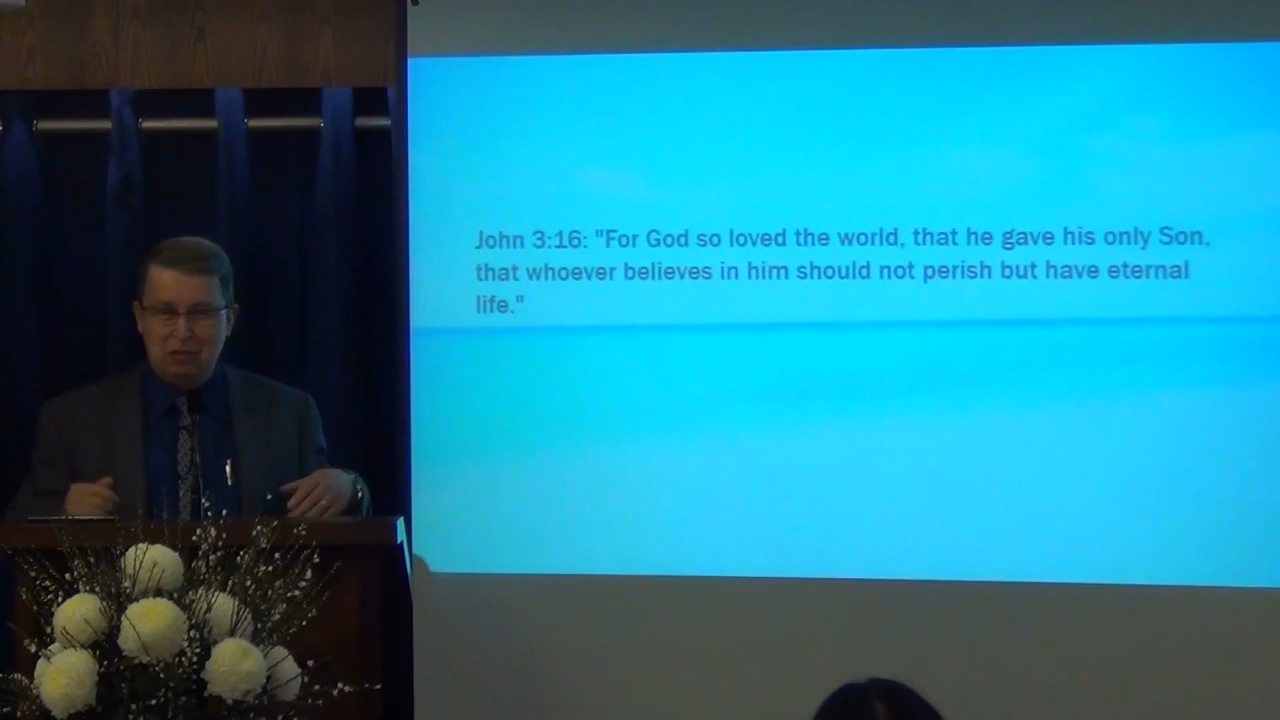 John 3:16: "For God so loved the world, that he gave his only Son,
that whoever believes in him should not perish but have eternal
life."